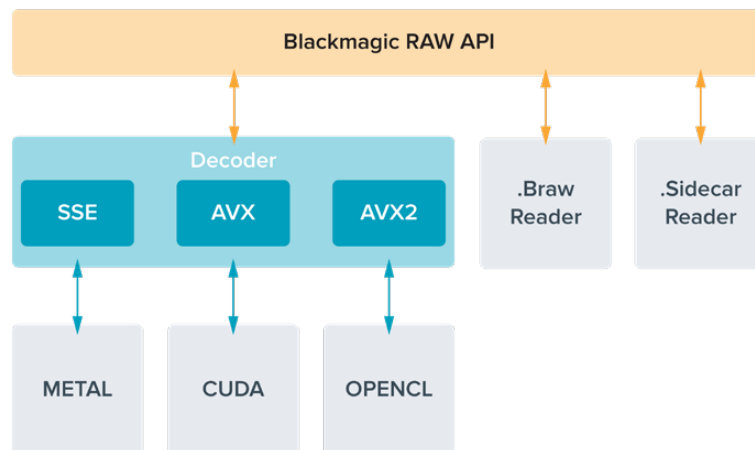 Blackmagic RAW API
Decoder
SSE
AVX
AVX2
.Braw
Reader
.Sidecar
Reader
METAL
CUDA
OPENCL